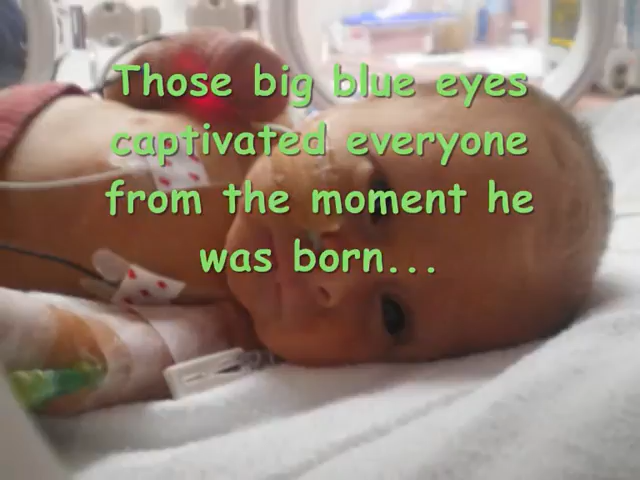 Those big blue eyes
captivated everyone
from the moment he
was born...